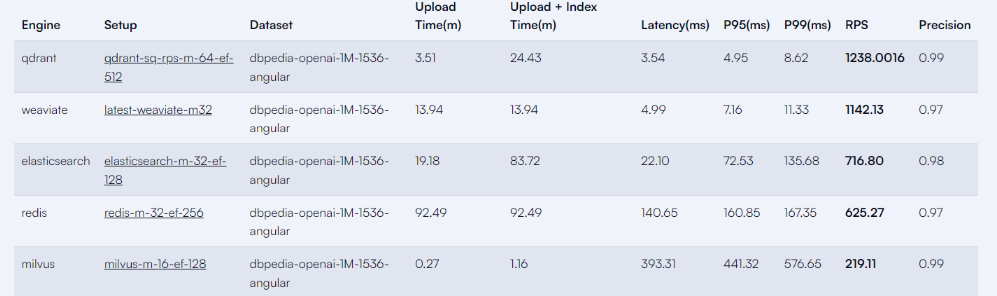 Engine Setup Dataset Upload Time(m) Upload + Index Time(m) Latency(ms) P95(ms) P99(ms) RPS Precision
qdrant qdrant-sq-rps-m-64-ef-512 dbpedia-openai-1M-1536-angular 3.51 24.43 3.54 4.95 8.62 1238.0016 0.99
weaviate latest-weaviate-m32 dbpedia-openai-1M-1536-angular 13.94 13.94 4.99 7.16 11.33 1142.13 0.97
elasticsearch elasticsearch-m-32-ef-128 dbpedia-openai-1M-1536-angular 19.18 83.72 22.10 72.53 135.68 716.80 0.98
redis redis-m-32-ef-256 dbpedia-openai-1M-1536-angular 92.49 92.49 140.65 160.85 167.35 625.27 0.97
milvus milvus-m-16-ef-128 dbpedia-openai-1M-1536-angular 0.27 1.16 393.31 441.32 576.65 219.11 0.99